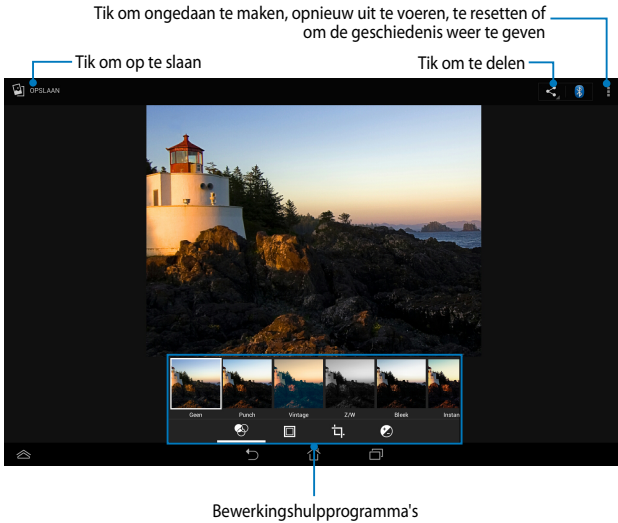 Tik om ongedaan te maken, opnieuw uit te voeren, te resetten of
om de geschiedenis weer te geven
Tik om op te slaan
Tik om te delen
OPSLAAN
Geen
Punch
Vintage
Z/W
Bleek
Instan
Bewerkingshulpprogramma's